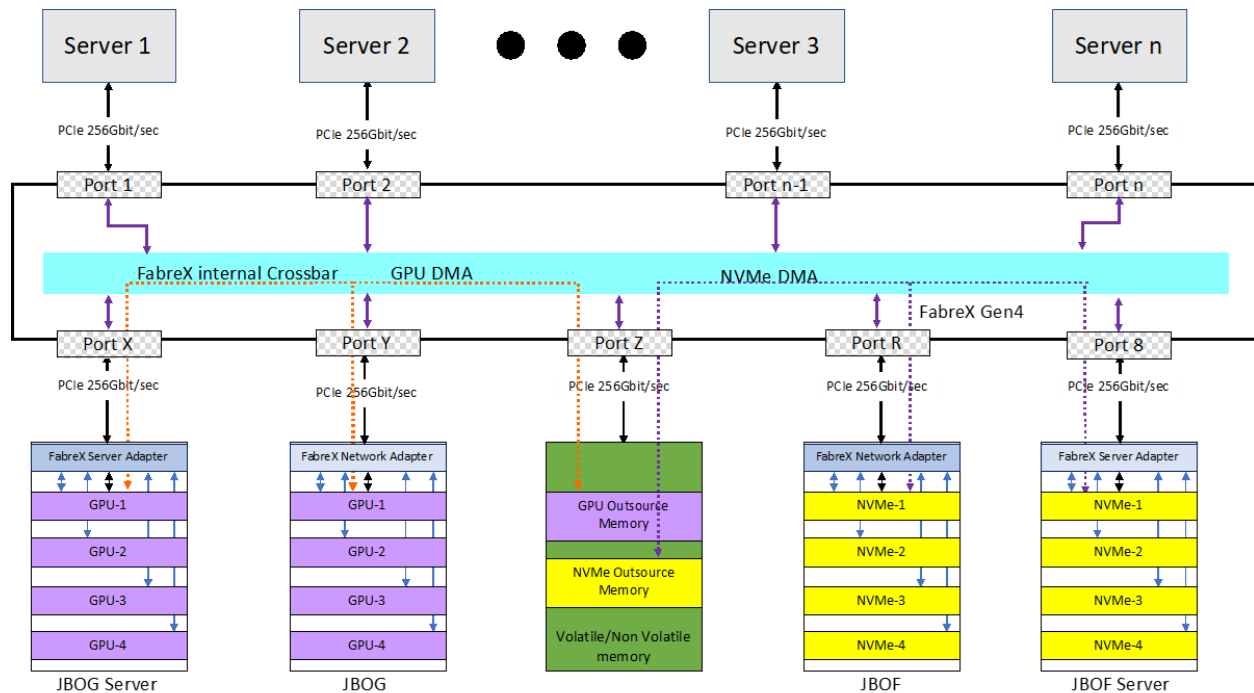 Server 1
Server 2
Server 3
Server n
PCIe 256Gbit/sec
PCIe 256Gbit/sec
PCIe 256Gbit/sec
PCIe 256Gbit/sec
Port 1
Port 2
Port n-1
Port n
FabreX internal Crossbar
GPU DMA
NVMe DMA
FabreX Gen4
Port X
Port Y
Port Z
Port R
Port 8
PCIe 256Gbit/sec
PCIe 256Gbit/sec
PCIe 256Gbit/sec
PCIe 256Gbit/sec
PCIe 256Gbit/sec
FabreX Server Adapter
GPU-1
GPU-2
GPU-3
GPU-4
JBOG Server
FabreX Network Adapter
GPU-1
GPU-2
GPU-3
GPU-4
JBOG
GPU Outsource
Memory
NVMe Outsource
Memory
Volatile/Non Volatile
memory
FabreX Network Adapter
NVMe-1
NVMe-2
NVMe-3
NVMe-4
JBOF
FabreX Server Adapter
NVMe-1
NVMe-2
NVMe-3
NVMe-4
JBOF Server